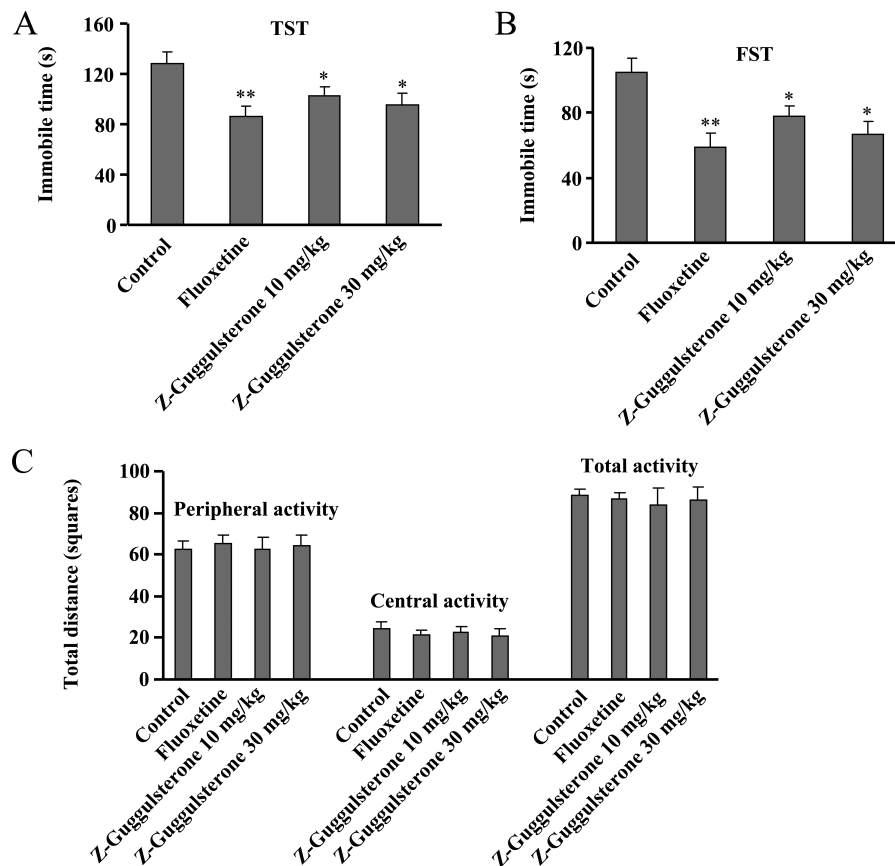 A
TST
Immobile time (s)
160
120
80
40
0
**
*
*
Control
Fluoxetine
Z-Guggulsterone 10 mg/kg
Z-Guggulsterone 30 mg/kg
B
FST
Immobile time (s)
120
80
40
0
**
*
*
Control
Fluoxetine
Z-Guggulsterone 10 mg/kg
Z-Guggulsterone 30 mg/kg
C
Total distance (squares)
100
80
60
40
20
0
Peripheral activity
Central activity
Total activity
Control
Fluoxetine
Z-Guggulsterone 10 mg/kg
Z-Guggulsterone 30 mg/kg
Control
Fluoxetine
Z-Guggulsterone 10 mg/kg
Z-Guggulsterone 30 mg/kg
Control
Fluoxetine
Z-Guggulsterone 10 mg/kg
Z-Guggulsterone 30 mg/kg